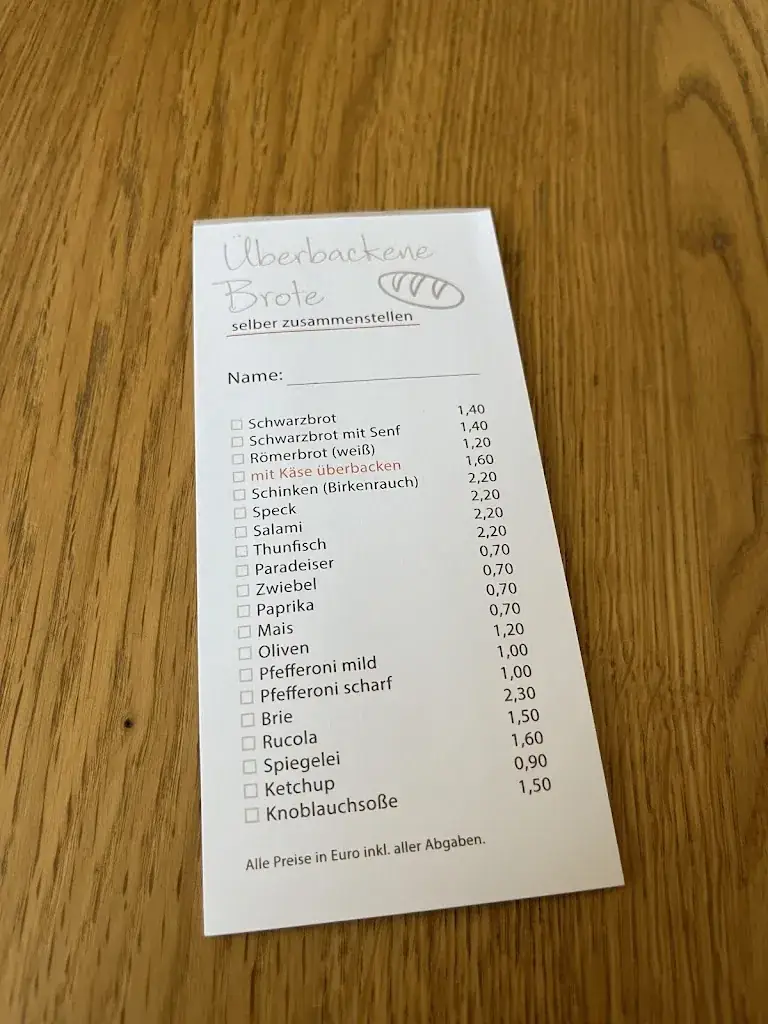 Überbackene
Brote
selber zusammenstellen
Name:
Schwarzbrot 1,40
Schwarzbrot mit Senf 1,40
Römerbrot (weiß) 1,20
mit Käse überbacken 1,60
Schinken (Birkenrauch) 2,20
Speck 2,20
Salami 2,20
Thunfisch 2,20
Paradeiser 0,70
Zwiebel 0,70
Paprika 0,70
Mais 0,70
Oliven 1,20
Pfefferoni mild 1,00
Pfefferoni scharf 1,00
Brie 2,30
Rucola 1,50
Spiegelei 1,60
Ketchup 0,90
Knoblauchsoße 1,50
Alle Preise in Euro inkl. aller Abgaben.